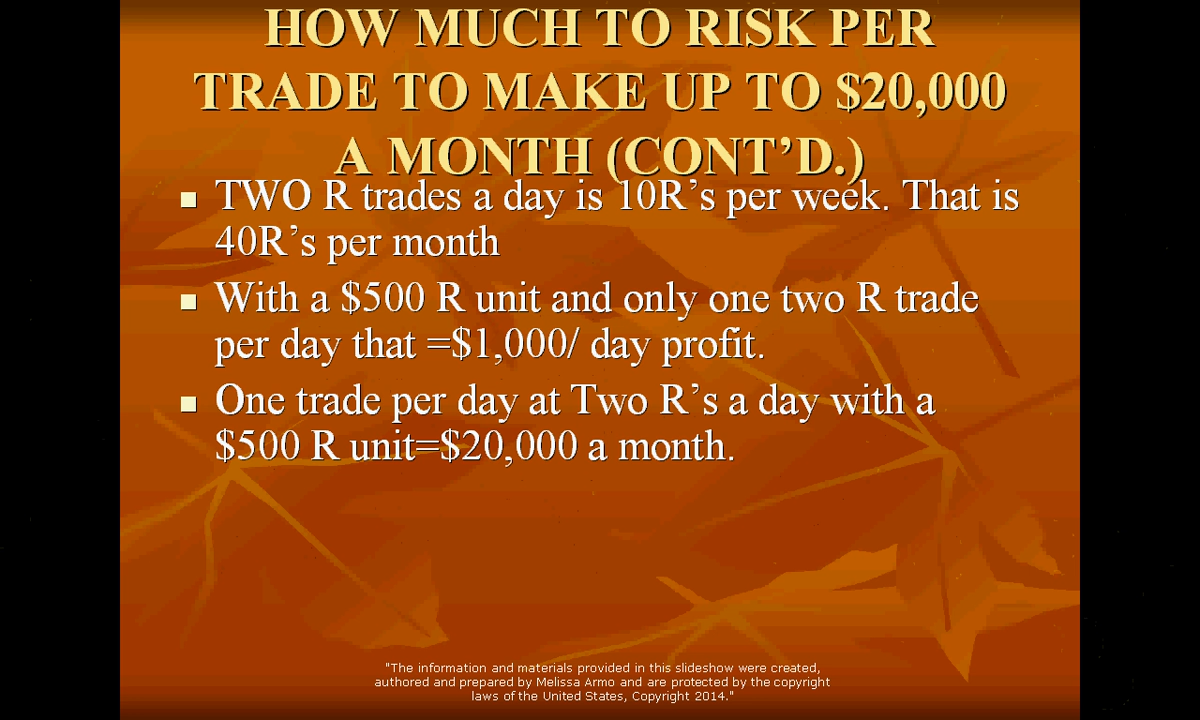 HOW MUCH TO RISK PER
TRADE TO MAKE UP TO $20,000
A MONTH (CONT’D.)
TWO R trades a day is 10R’s per week. That is
40R’s per month
With a $500 R unit and only one two R trade
per day that =$1,000/ day profit.
One trade per day at Two R’s a day with a
$500 R unit=$20,000 a month.
"The information and materials provided in this slideshow were created,
authored and prepared by Melissa Armo and are protected by the copyright
laws of the United States, Copyright 2014."